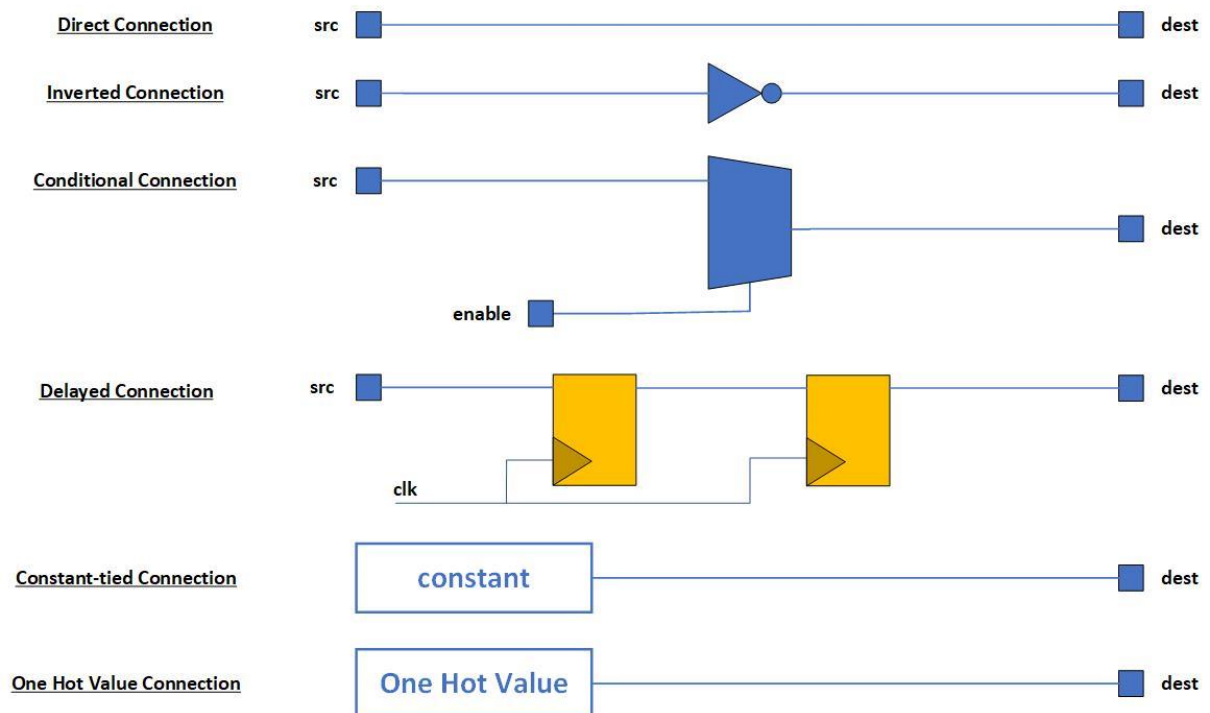 Direct Connection src dest
Inverted Connection src dest
Conditional Connection src
dest
enable
Delayed Connection src dest
clk
Constant-tied Connection constant dest
One Hot Value Connection One Hot Value dest